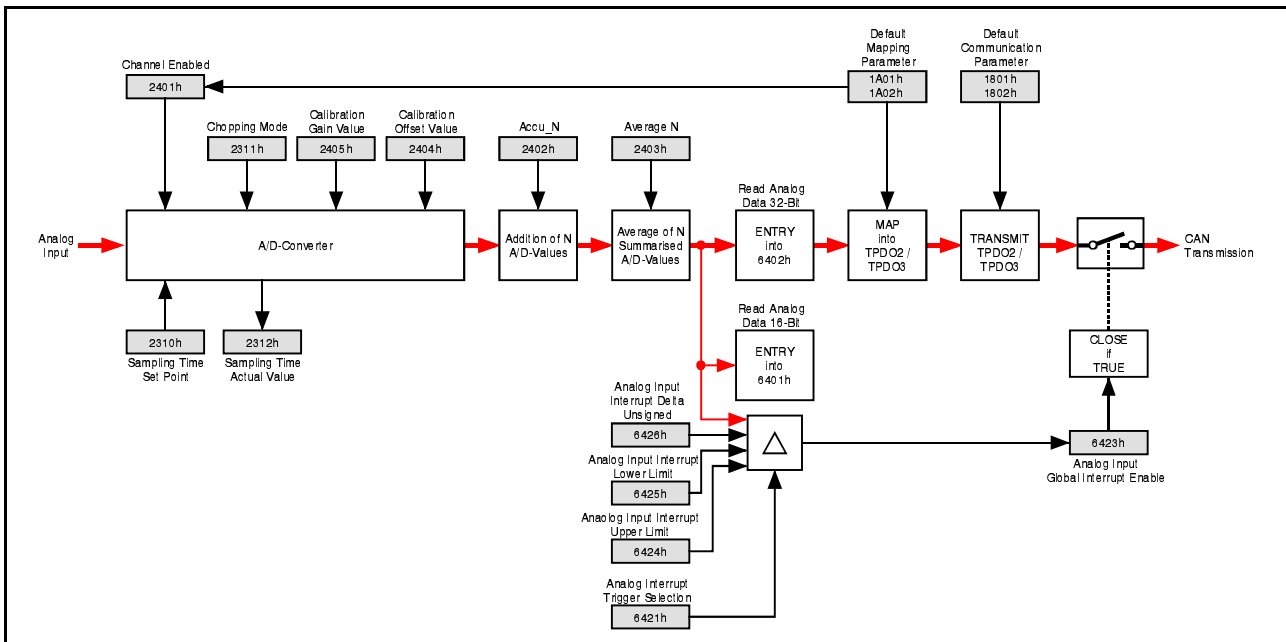 Default
Mapping
Parameter
1A01h
1A02h
Default
Communication
Parameter
1801h
1802h
Channel Enabled
2401h
Chopping Mode
2311h
Calibration
Gain Value
2405h
Calibration
Offset Value
2404h
Accu_N
2402h
Average N
2403h
Analog
Input
A/D-Converter
Addition of N
A/D-Values
Average of N
Summarised
A/D-Values
Read Analog
Data 32-Bit
ENTRY
into
6402h
MAP
into
TPDO2 /
TPDO3
TRANSMIT
TPDO2 /
TPDO3
CAN
Transmission
2310h
Sampling Time
Set Point
2312h
Sampling Time
Actual Value
Read Analog
Data 16-Bit
ENTRY
into
6401h
CLOSE
if
TRUE
Analog Input
Interrupt Delta
Unsigned
6426h
Analog Input Interrupt
Lower Limit
6425h
Anaolog Input Interrupt
Upper Limit
6424h
Analog Interrupt
Trigger Selection
6421h
6423h
Analog Input
Global Interrupt Enable